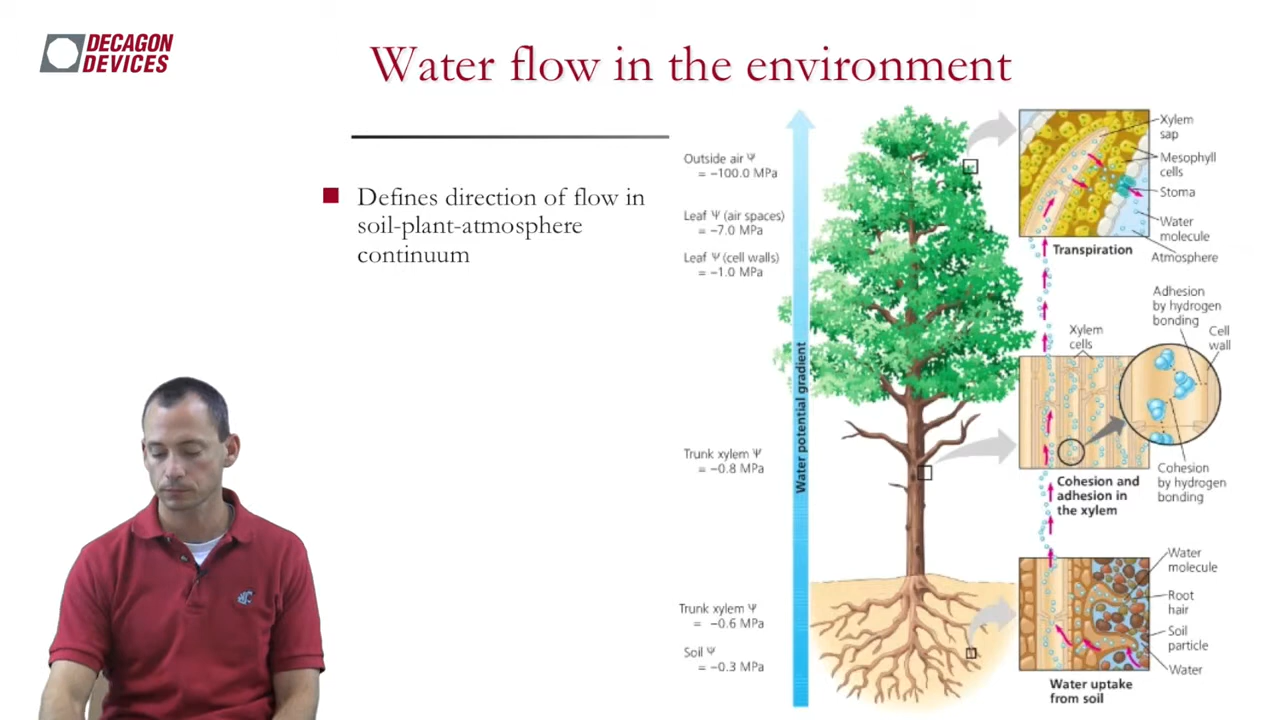 DECAGON
DEVICES
Water flow in the environment
Defines direction of flow in
soil-plant-atmosphere
continuum
Outside air Ψ
= −100.0 MPa
Leaf Ψ (air spaces)
= −7.0 MPa
Leaf Ψ (cell walls)
= −1.0 MPa
Trunk xylem Ψ
= −0.8 MPa
Trunk xylem Ψ
= −0.6 MPa
Soil Ψ
= −0.3 MPa
Water potential gradient
Xylem
sap
Mesophyll
cells
Stoma
Water
molecule
Atmosphere
Transpiration
Adhesion
by hydrogen
bonding
Cell
wall
Xylem
cells
Cohesion and
adhesion in
the xylem
Cohesion
by hydrogen
bonding
Water
molecule
Root
hair
Soil
particle
Water
Water uptake
from soil